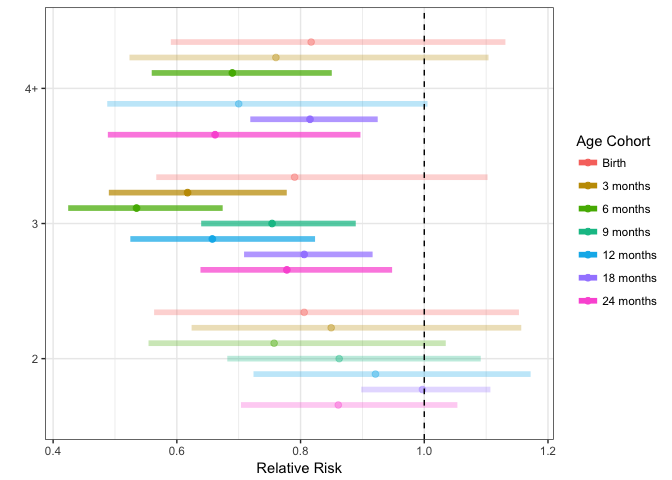 4+
3
2
0.4 0.6 0.8 1.0 1.2
Relative Risk
Age Cohort
Birth
3 months
6 months
9 months
12 months
18 months
24 months